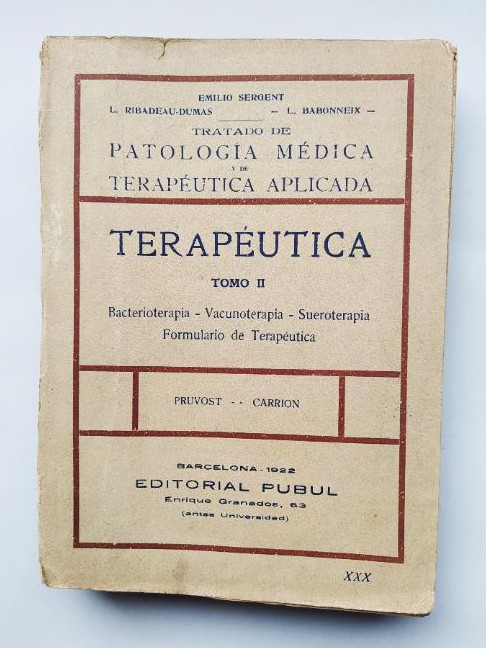 EMILIO SERGENT
L. RIBADEAU-DUMAS -- L. BABONNEIX --
TRATADO DE
PATOLOGÍA MÉDICA
Y DE
TERAPÉUTICA APLICADA
TERAPÉUTICA
TOMO II
Bacterioterapia - Vacunoterapia - Sueroterapia
Formulario de Terapéutica
PRUVOST -- CARRION
BARCELONA-1922
EDITORIAL PUBUL
Enrique Granados, 63
(antes Universidad)
XXX